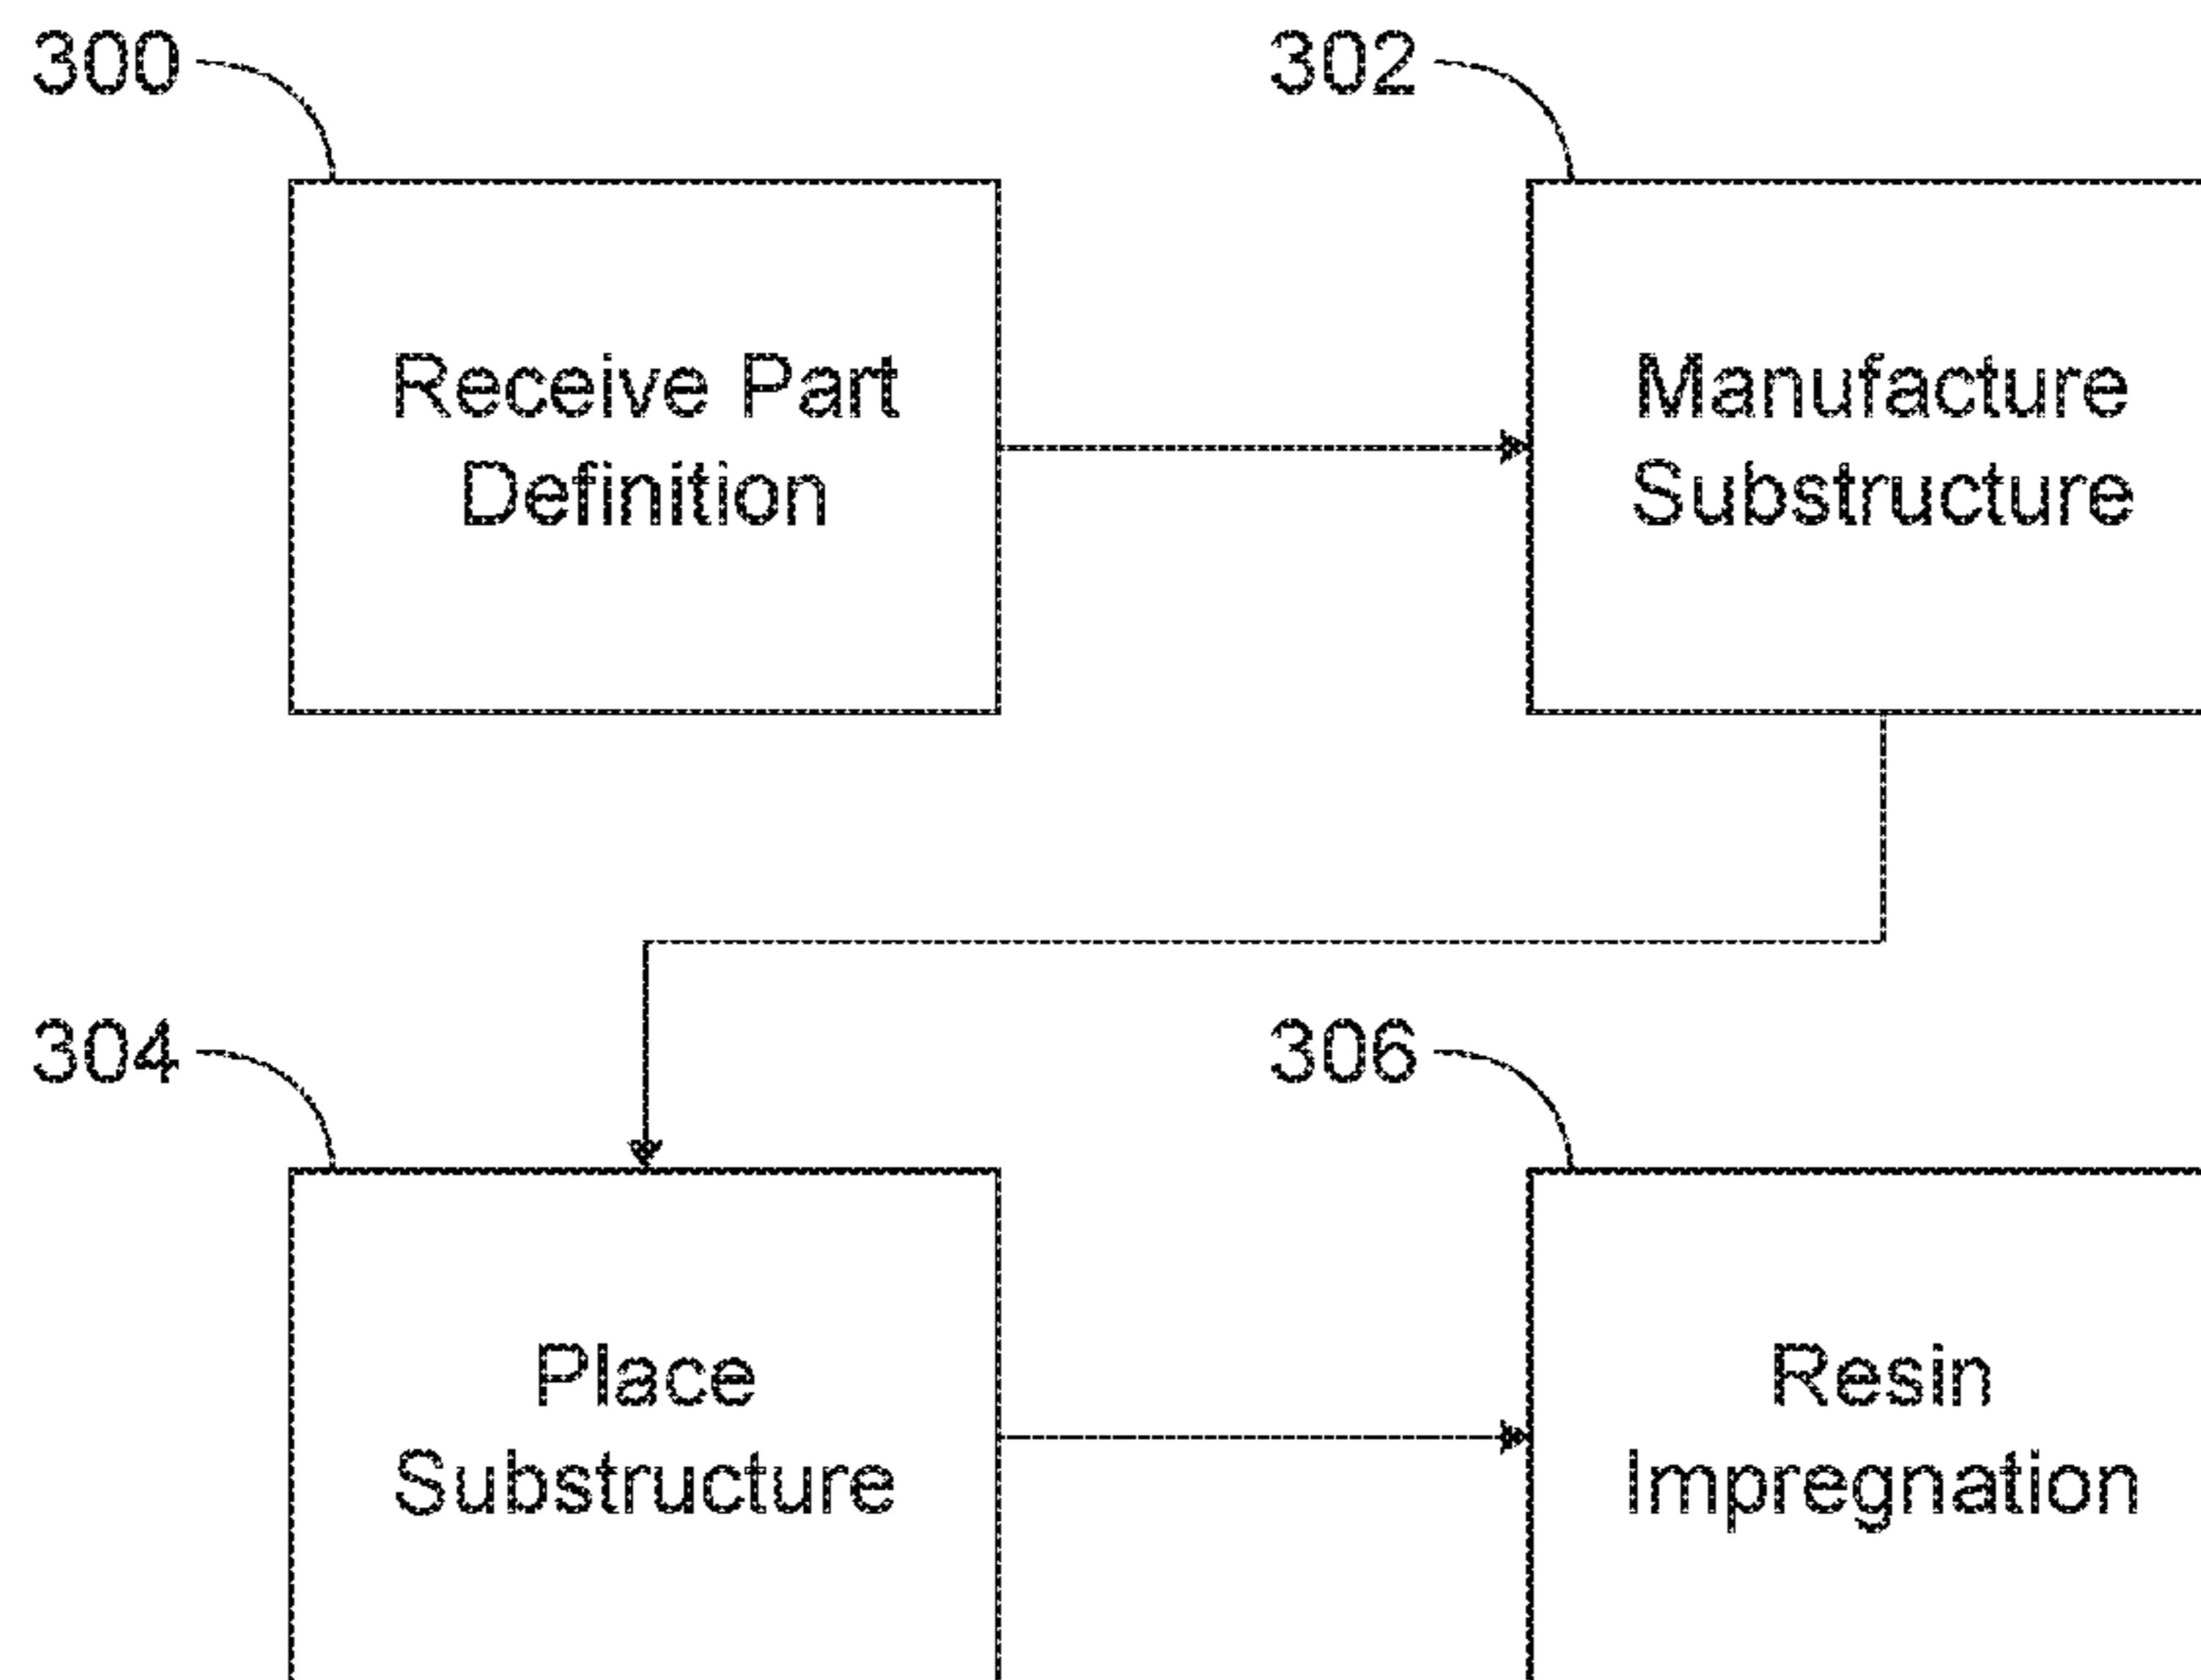 300
302
Receive Part
Definition
Manufacture
Substructure
304
306
Place
Substructure
Resin
Impregnation